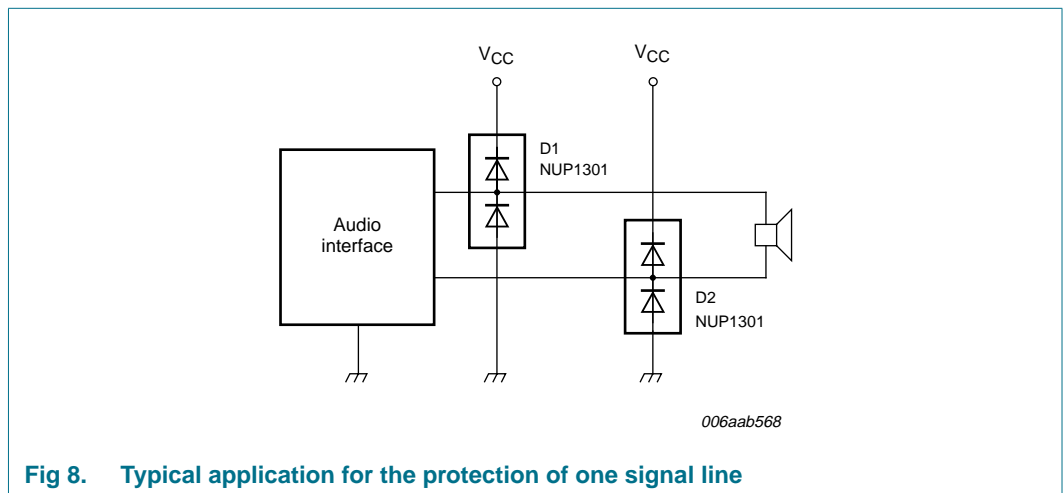 VCC
VCC
D1
NUP1301
Audio
interface
D2
NUP1301
006aab568
Fig 8. Typical application for the protection of one signal line